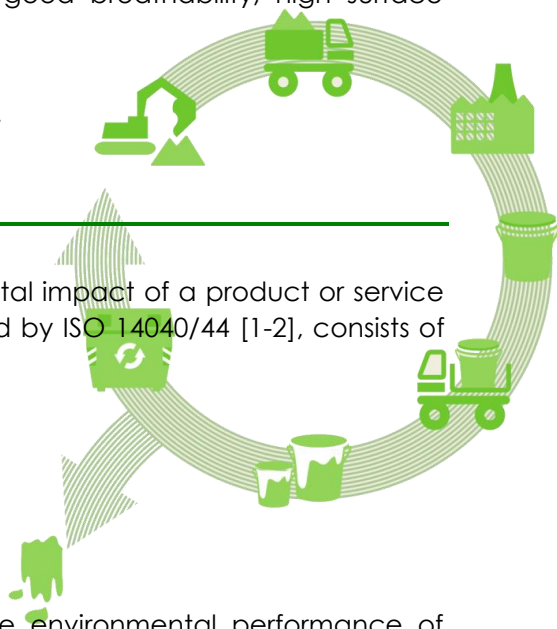 good breathability, high surface
tal impact of a product or service
d by ISO 14040/44 [1-2], consists of
e environmental performance of